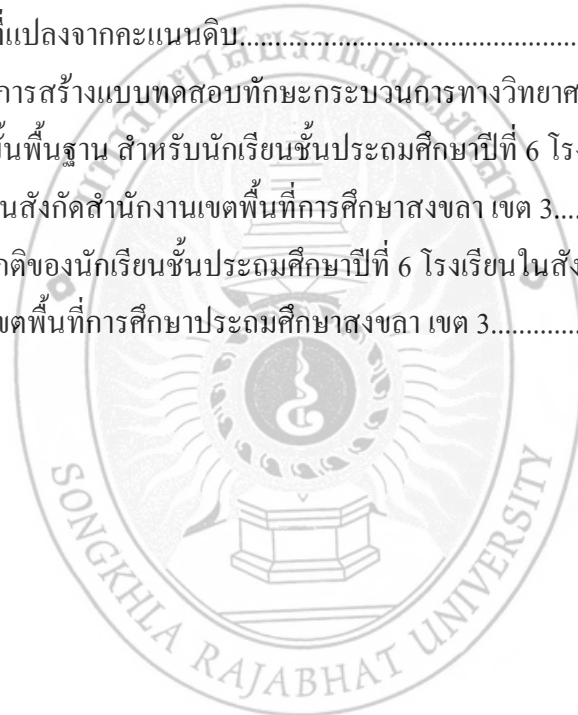 ที่แปลงจากคะแนนดิบ.......................................................
การสร้างแบบทดสอบทักษะกระบวนการทางวิทยาศ
ขั้นพื้นฐาน สำหรับนักเรียนชั้นประถมศึกษาปีที่ 6 โรง
นสังกัดสำนักงานเขตพื้นที่การศึกษาสงขลา เขต 3....
กติของนักเรียนชั้นประถมศึกษาปีที่ 6 โรงเรียนในสัง
ขตพื้นที่การศึกษาประถมศึกษาสงขลา เขต 3.............
SONGKHLA RAJABHAT UNIVERSITY